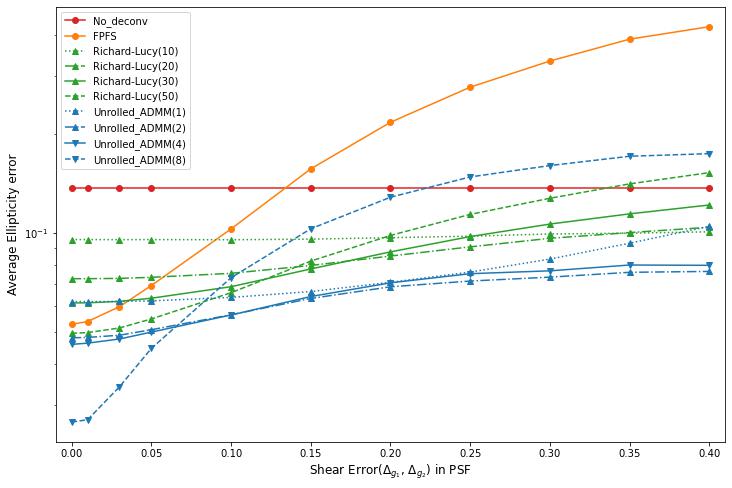 No_deconv
FPFS
Richard-Lucy(10)
Richard-Lucy(20)
Richard-Lucy(30)
Richard-Lucy(50)
Unrolled_ADMM(1)
Unrolled_ADMM(2)
Unrolled_ADMM(4)
Unrolled_ADMM(8)
Average Ellipticity error
10⁻¹
0.00 0.05 0.10 0.15 0.20 0.25 0.30 0.35 0.40
Shear Error(Δg₁, Δg₂) in PSF